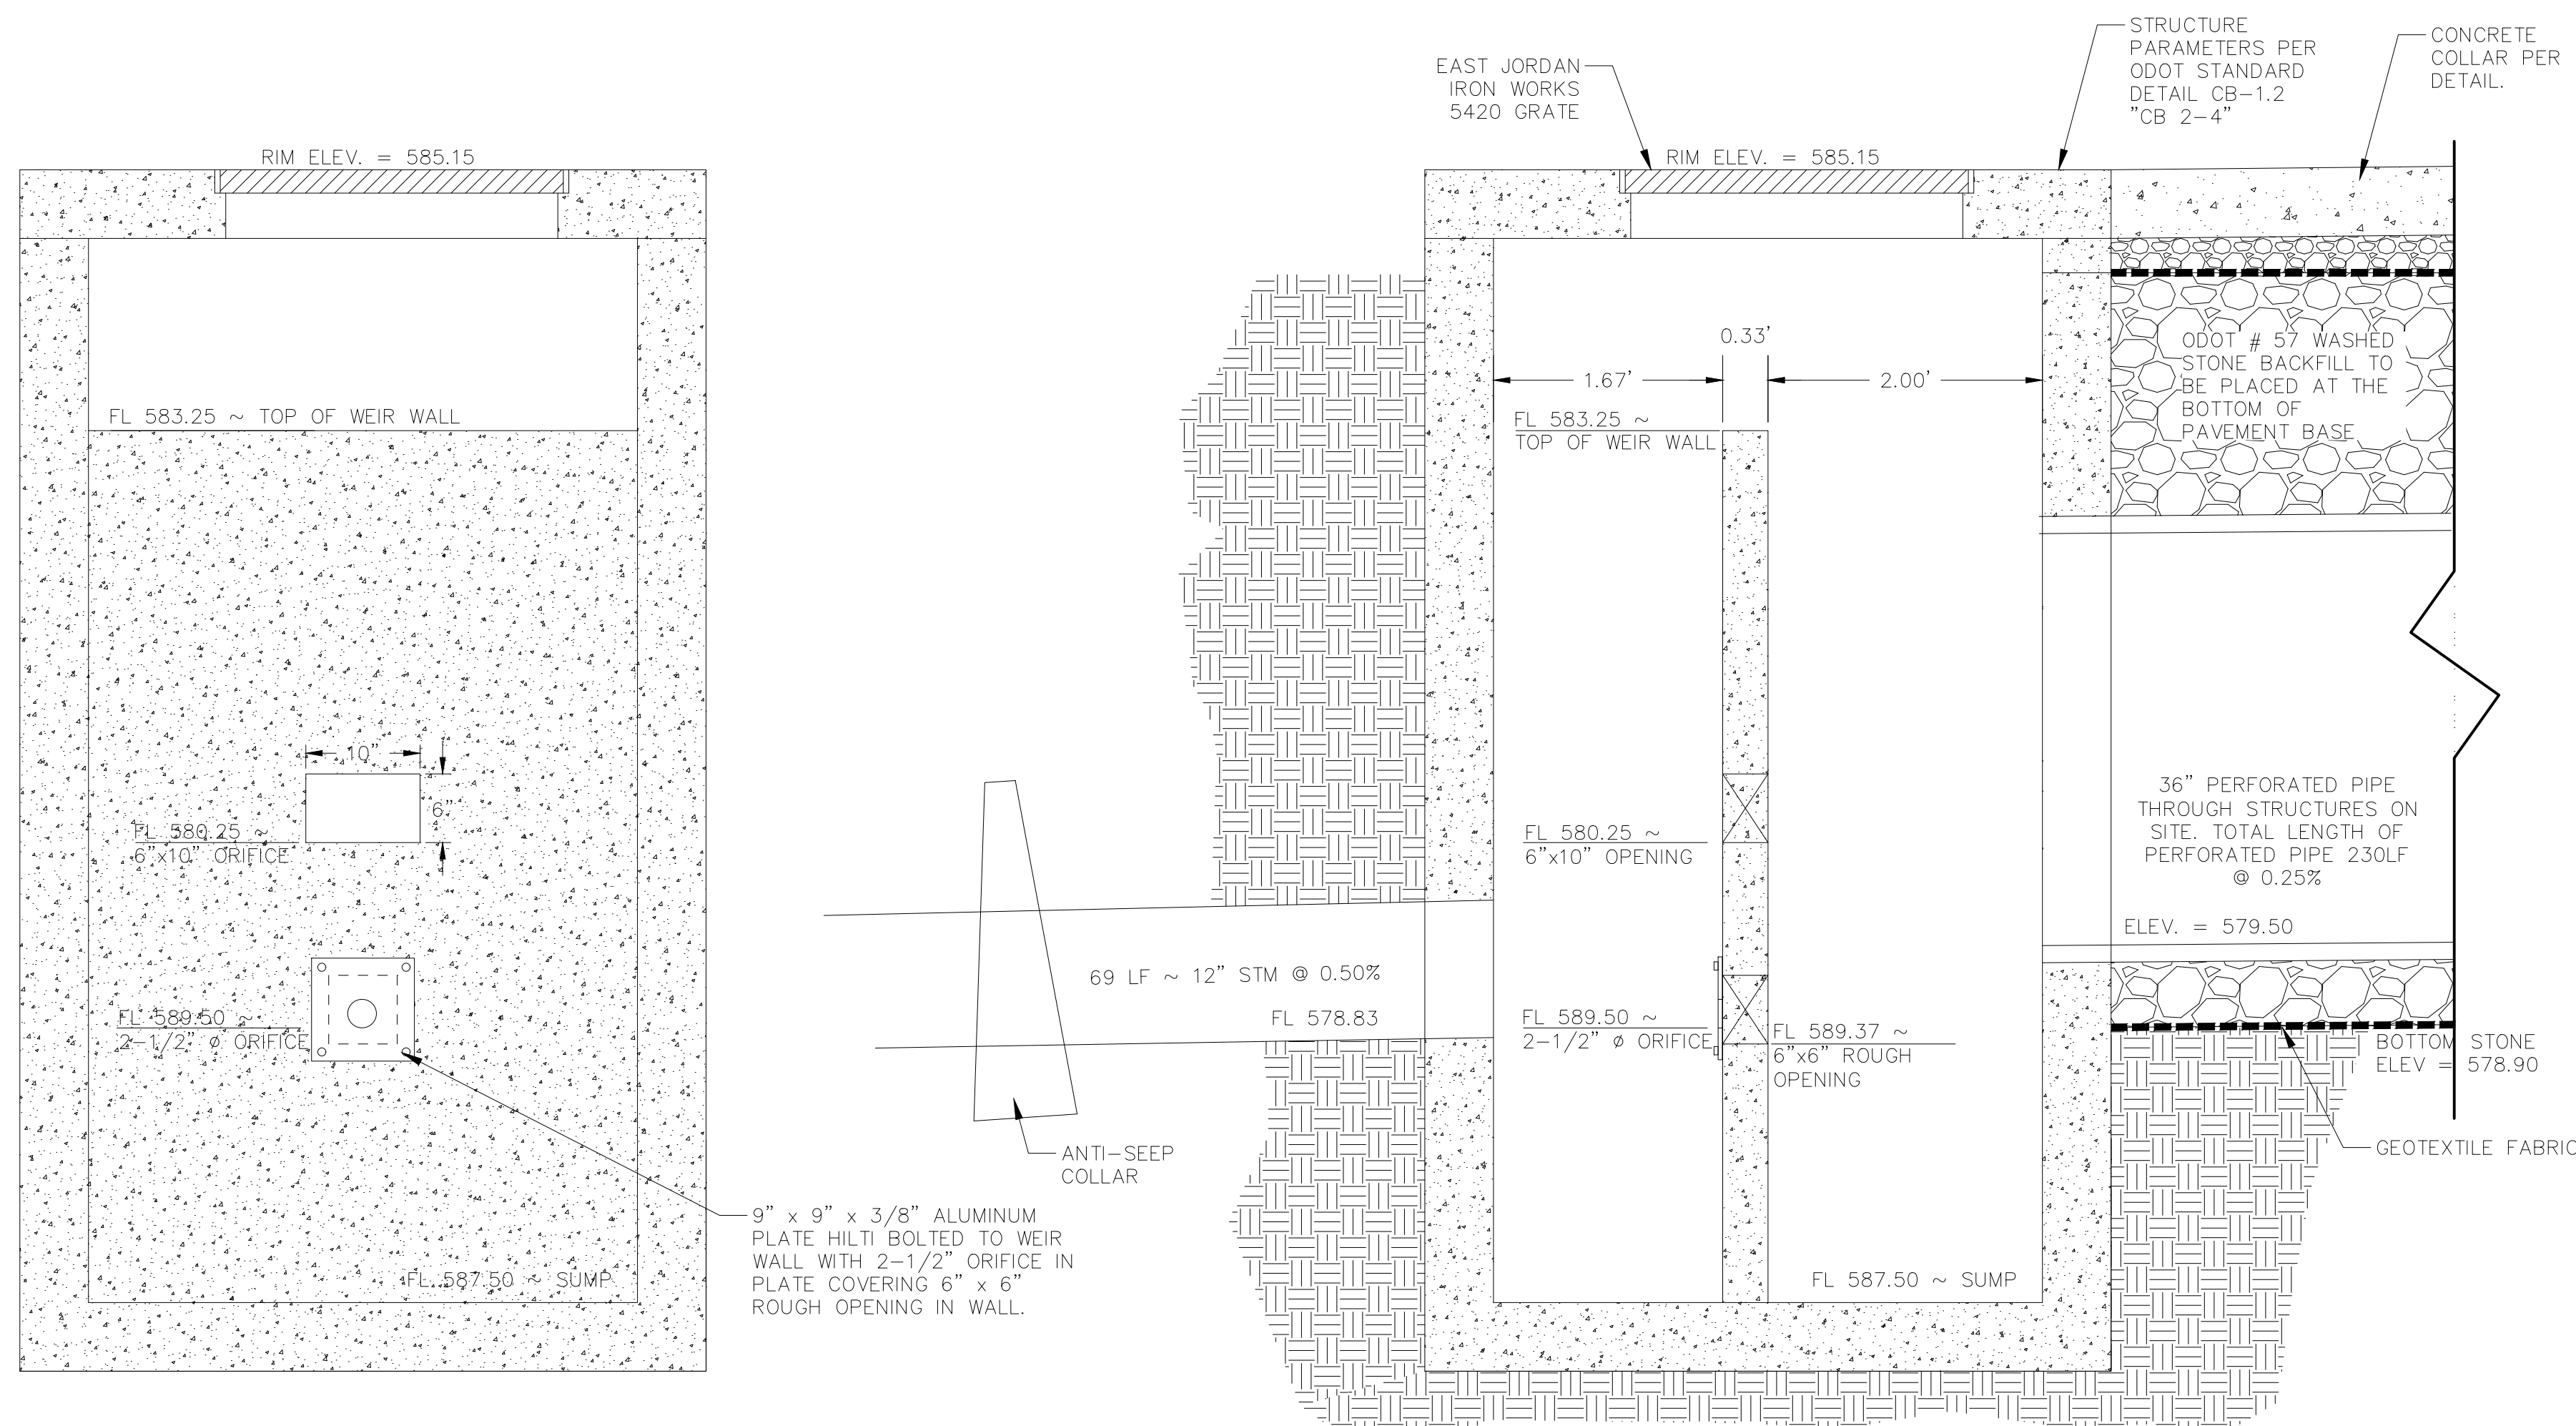 STRUCTURE
PARAMETERS PER
ODOT STANDARD
DETAIL CB-1.2
"CB 2-4"
CONCRETE
COLLAR PER
DETAIL.
EAST JORDAN
IRON WORKS
5420 GRATE
RIM ELEV. = 585.15
RIM ELEV. = 585.15
FL 583.25 ~ TOP OF WEIR WALL
10"
6"
FL 580.25 ~
6"x10" ORIFICE
FL 589.50 ~
2-1/2" ø ORIFICE
FL 587.50 ~ SUMP
9" x 9" x 3/8" ALUMINUM
PLATE HILTI BOLTED TO WEIR
WALL WITH 2-1/2" ORIFICE IN
PLATE COVERING 6" x 6"
ROUGH OPENING IN WALL.
ANTI-SEEP
COLLAR
69 LF ~ 12" STM @ 0.50%
FL 578.83
0.33'
1.67'
2.00'
FL 583.25 ~
TOP OF WEIR WALL
FL 580.25 ~
6"x10" OPENING
FL 589.50 ~
2-1/2" ø ORIFICE
FL 589.37 ~
6"x6" ROUGH
OPENING
FL 587.50 ~ SUMP
ODOT # 57 WASHED
STONE BACKFILL TO
BE PLACED AT THE
BOTTOM OF
PAVEMENT BASE
36" PERFORATED PIPE
THROUGH STRUCTURES ON
SITE. TOTAL LENGTH OF
PERFORATED PIPE 230LF
@ 0.25%
ELEV. = 579.50
BOTTOM STONE
ELEV = 578.90
GEOTEXTILE FABRIC